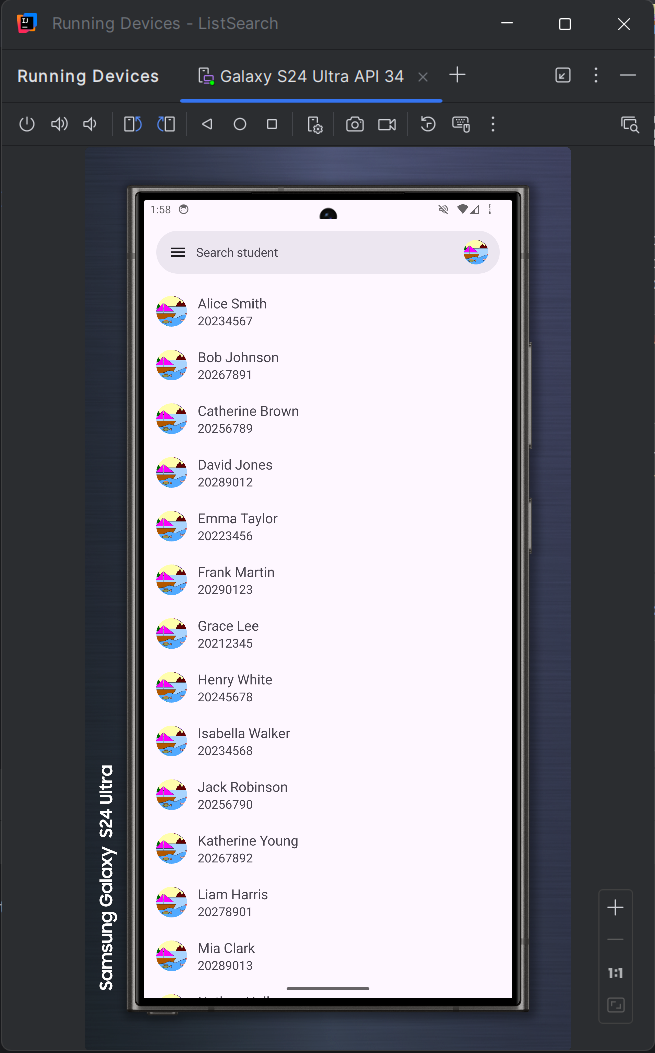 Running Devices - ListSearch
Running Devices
Galaxy S24 Ultra API 34
1:58
Search student
Alice Smith
20234567
Bob Johnson
20267891
Catherine Brown
20256789
David Jones
20289012
Emma Taylor
20223456
Frank Martin
20290123
Grace Lee
20212345
Henry White
20245678
Isabella Walker
20234568
Jack Robinson
20256790
Katherine Young
20267892
Liam Harris
20278901
Mia Clark
20289013
Samsung Galaxy S24 Ultra
1:1